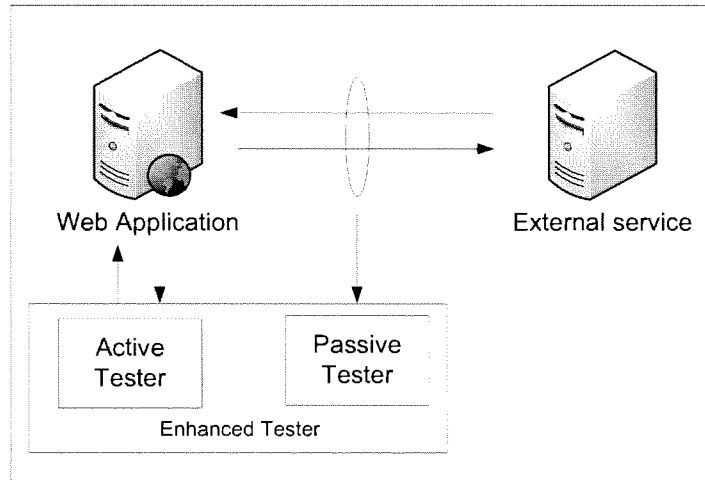 Web Application
External service
Active
Tester
Passive
Tester
Enhanced Tester